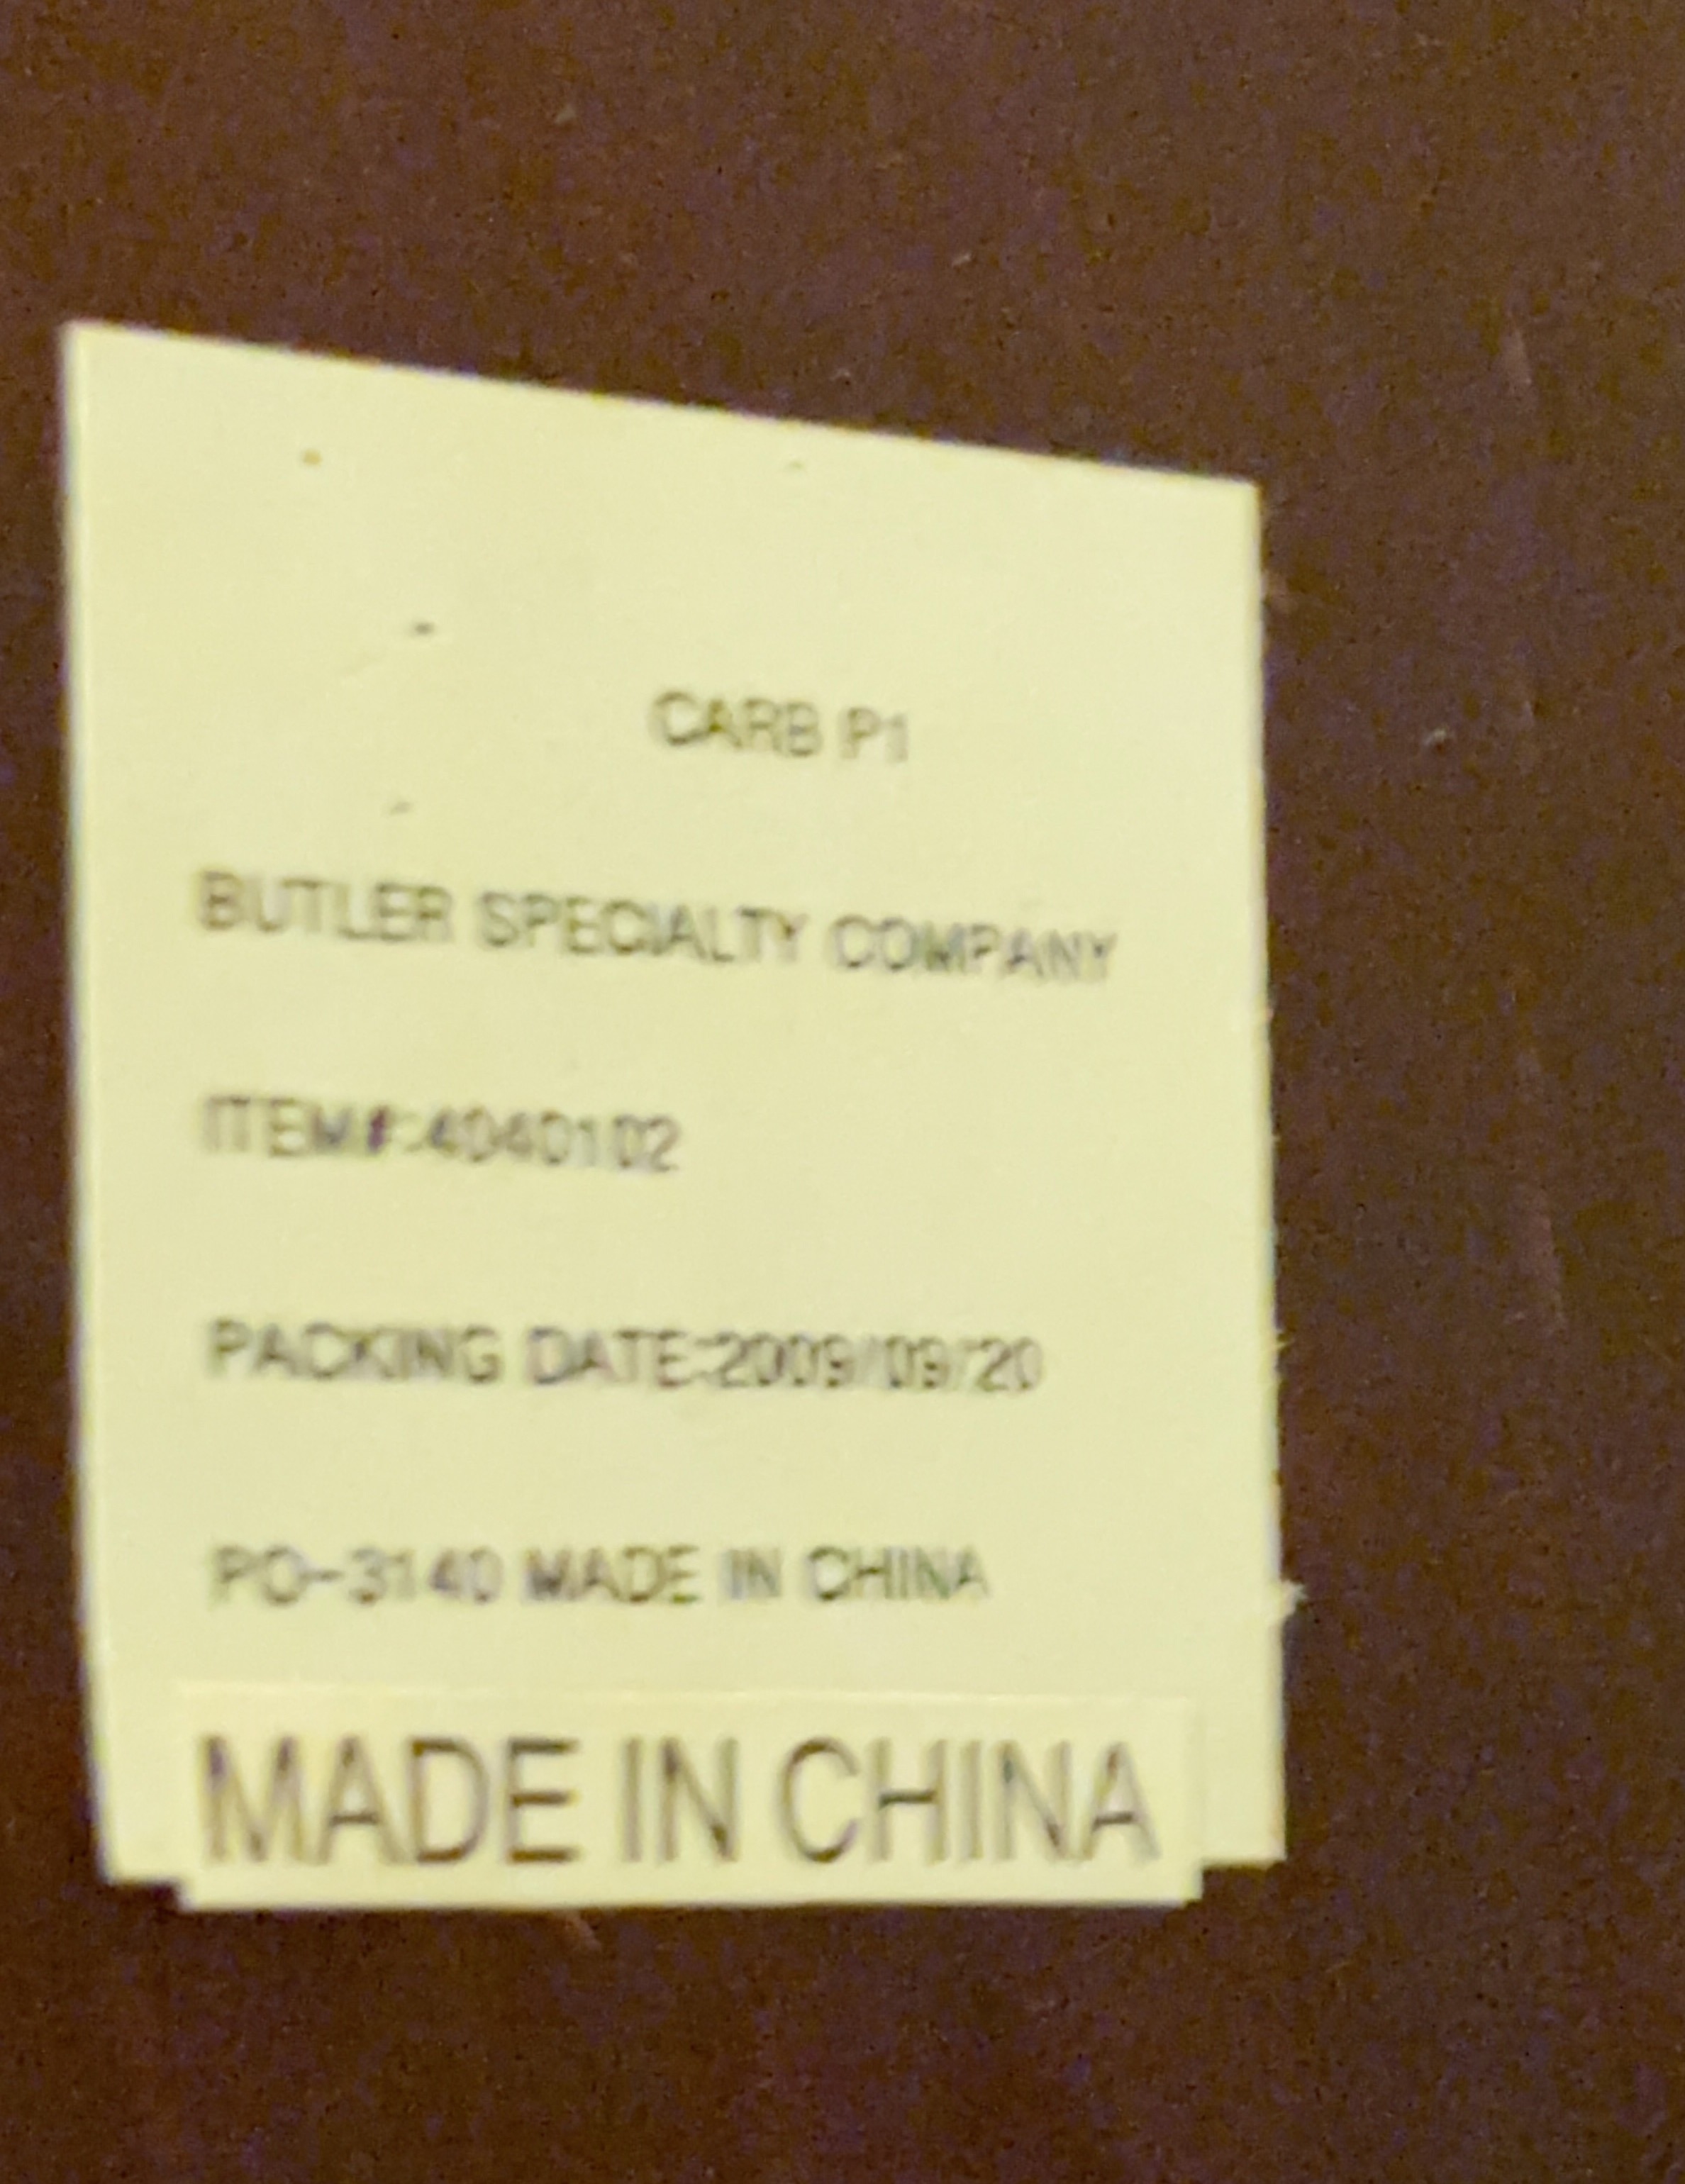 CARB P1
BUTLER SPECIALTY COMPANY
ITEM#:4040102
PACKING DATE:2009/09/20
PO-3140 MADE IN CHINA
MADE IN CHINA